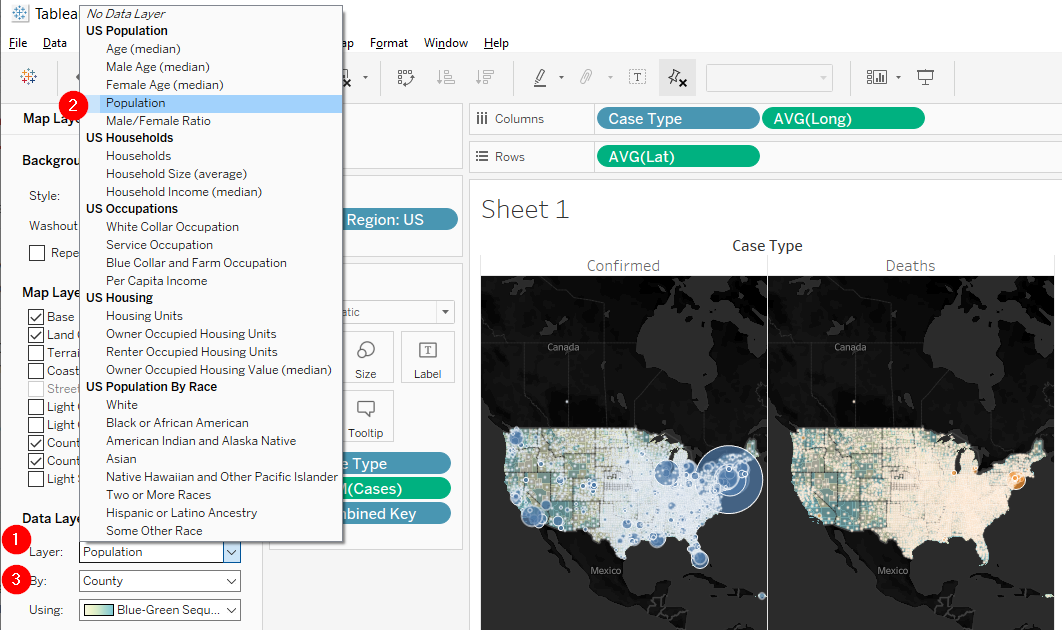 Tablea
File Data ap Format Window Help
No Data Layer
US Population
Age (median)
Male Age (median)
Female Age (median)
2 Population
Male/Female Ratio
US Households
Households
Household Size (average)
Household Income (median)
US Occupations
White Collar Occupation
Service Occupation
Blue Collar and Farm Occupation
Per Capita Income
US Housing
Housing Units
Owner Occupied Housing Units
Renter Occupied Housing Units
Owner Occupied Housing Value (median)
US Population By Race
White
Black or African American
American Indian and Alaska Native
Asian
Native Hawaiian and Other Pacific Islander
Two or More Races
Hispanic or Latino Ancestry
Some Other Race
Map Laye
Backgrou
Style:
Washout
Repe
Map Laye
Base
Land
Terrai
Coast
Street
Light
Light
Count
Count
Light
Data Laye
1 Layer: Population
3 By: County
Using: Blue-Green Sequ...
Region: US
atic
Size
T Label
Tooltip
e Type
M(Cases)
mbined Key
Columns Case Type AVG(Long)
Rows AVG(Lat)
Sheet 1
Case Type
Confirmed Deaths
Canada Canada
Mexico Mexico